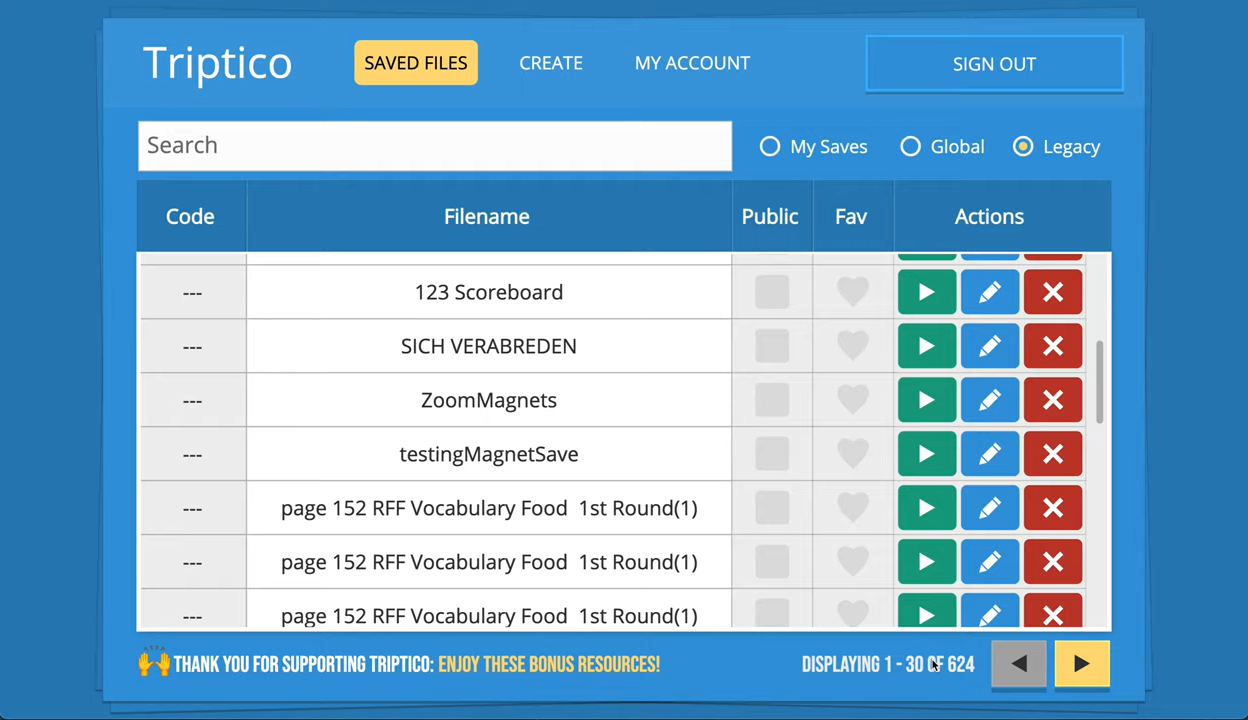 Triptico
SAVED FILES
CREATE
MY ACCOUNT
SIGN OUT
Search
My Saves
Global
Legacy
Code
Filename
Public
Fav
Actions
--- 123 Scoreboard
--- SICH VERABREDEN
--- ZoomMagnets
--- testingMagnetSave
--- page 152 RFF Vocabulary Food 1st Round(1)
--- page 152 RFF Vocabulary Food 1st Round(1)
--- page 152 RFF Vocabulary Food 1st Round(1)
🙌 THANK YOU FOR SUPPORTING TRIPTICO: ENJOY THESE BONUS RESOURCES!
DISPLAYING 1 - 30 OF 624